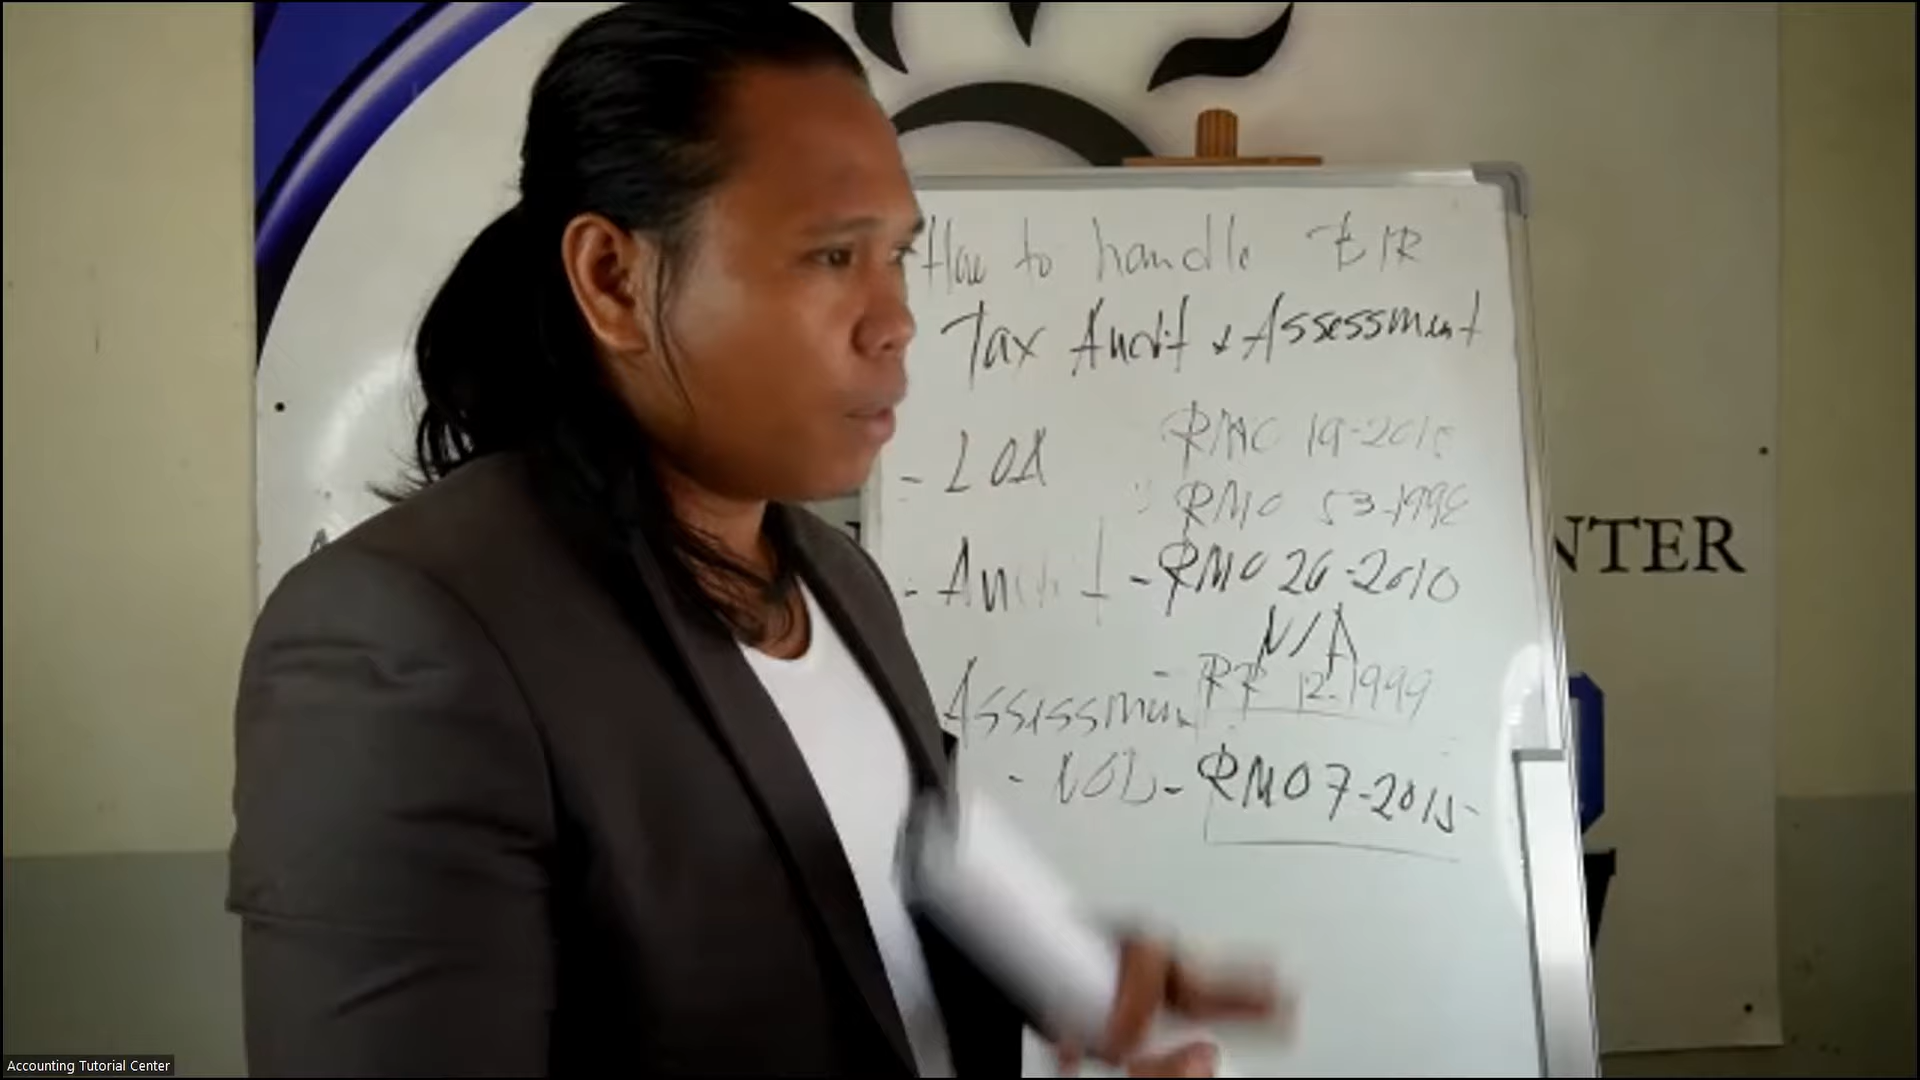 How to handle BIR
Tax Audit & Assessment
- LOA RMC 19-2015
RMO 53-1998
- Audit - RMO 26-2010
N/A
Assessment RR 12-1999
- NOD - RMO 7-2015
NTER
Accounting Tutorial Center